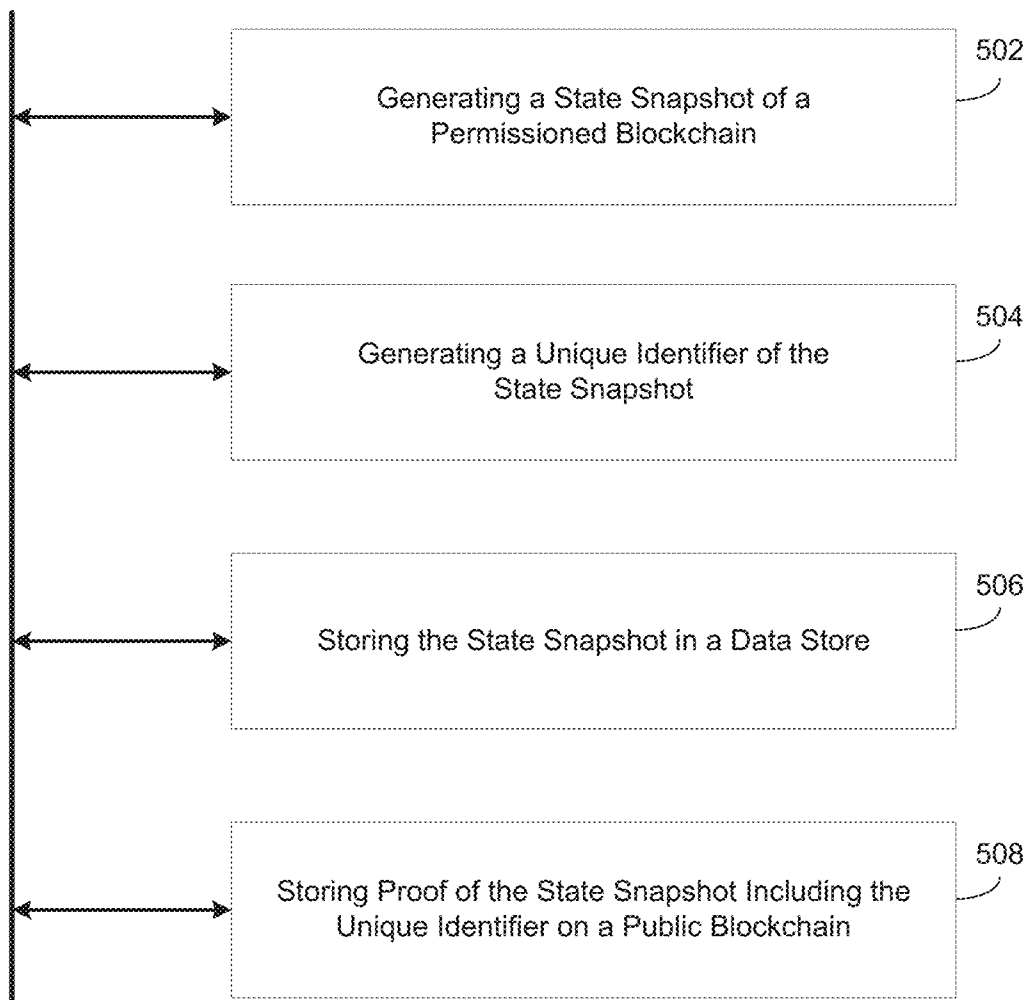 502
Generating a State Snapshot of a
Permissioned Blockchain
504
Generating a Unique Identifier of the
State Snapshot
506
Storing the State Snapshot in a Data Store
508
Storing Proof of the State Snapshot Including the
Unique Identifier on a Public Blockchain